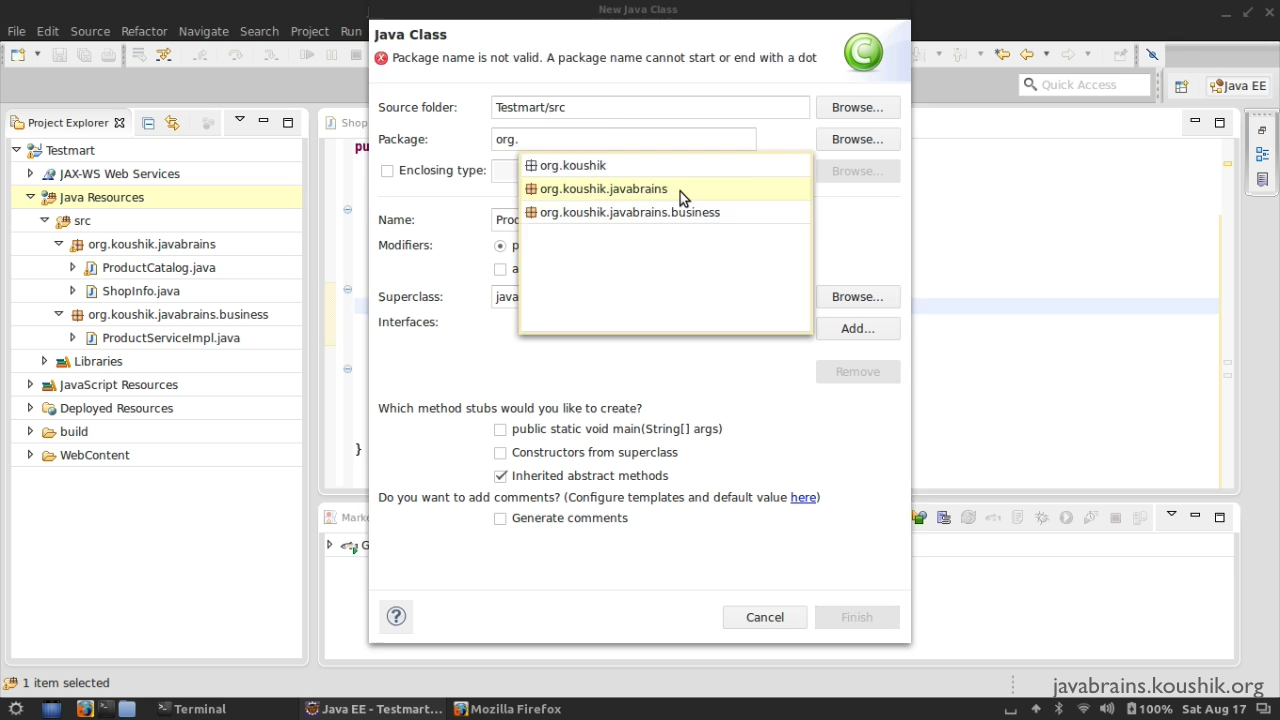 New Java Class
File Edit Source Refactor Navigate Search Project Run
Java Class
Package name is not valid. A package name cannot start or end with a dot
Quick Access
Java EE
Source folder: Testmart/src Browse...
Package: org. Browse...
Enclosing type: Browse...
org.koushik
org.koushik.javabrains
org.koushik.javabrains.business
Name: Prod
Modifiers:
Superclass: java Browse...
Interfaces: Add...
Remove
Which method stubs would you like to create?
public static void main(String[] args)
Constructors from superclass
Inherited abstract methods
Do you want to add comments? (Configure templates and default value here)
Generate comments
? Cancel Finish
Project Explorer
Testmart
JAX-WS Web Services
Java Resources
src
org.koushik.javabrains
ProductCatalog.java
ShopInfo.java
org.koushik.javabrains.business
ProductServiceImpl.java
Libraries
JavaScript Resources
Deployed Resources
build
WebContent
Shop
pu
}
Mark
1 item selected
javabrains.koushik.org
Terminal
Java EE - Testmart...
Mozilla Firefox
100% Sat Aug 17